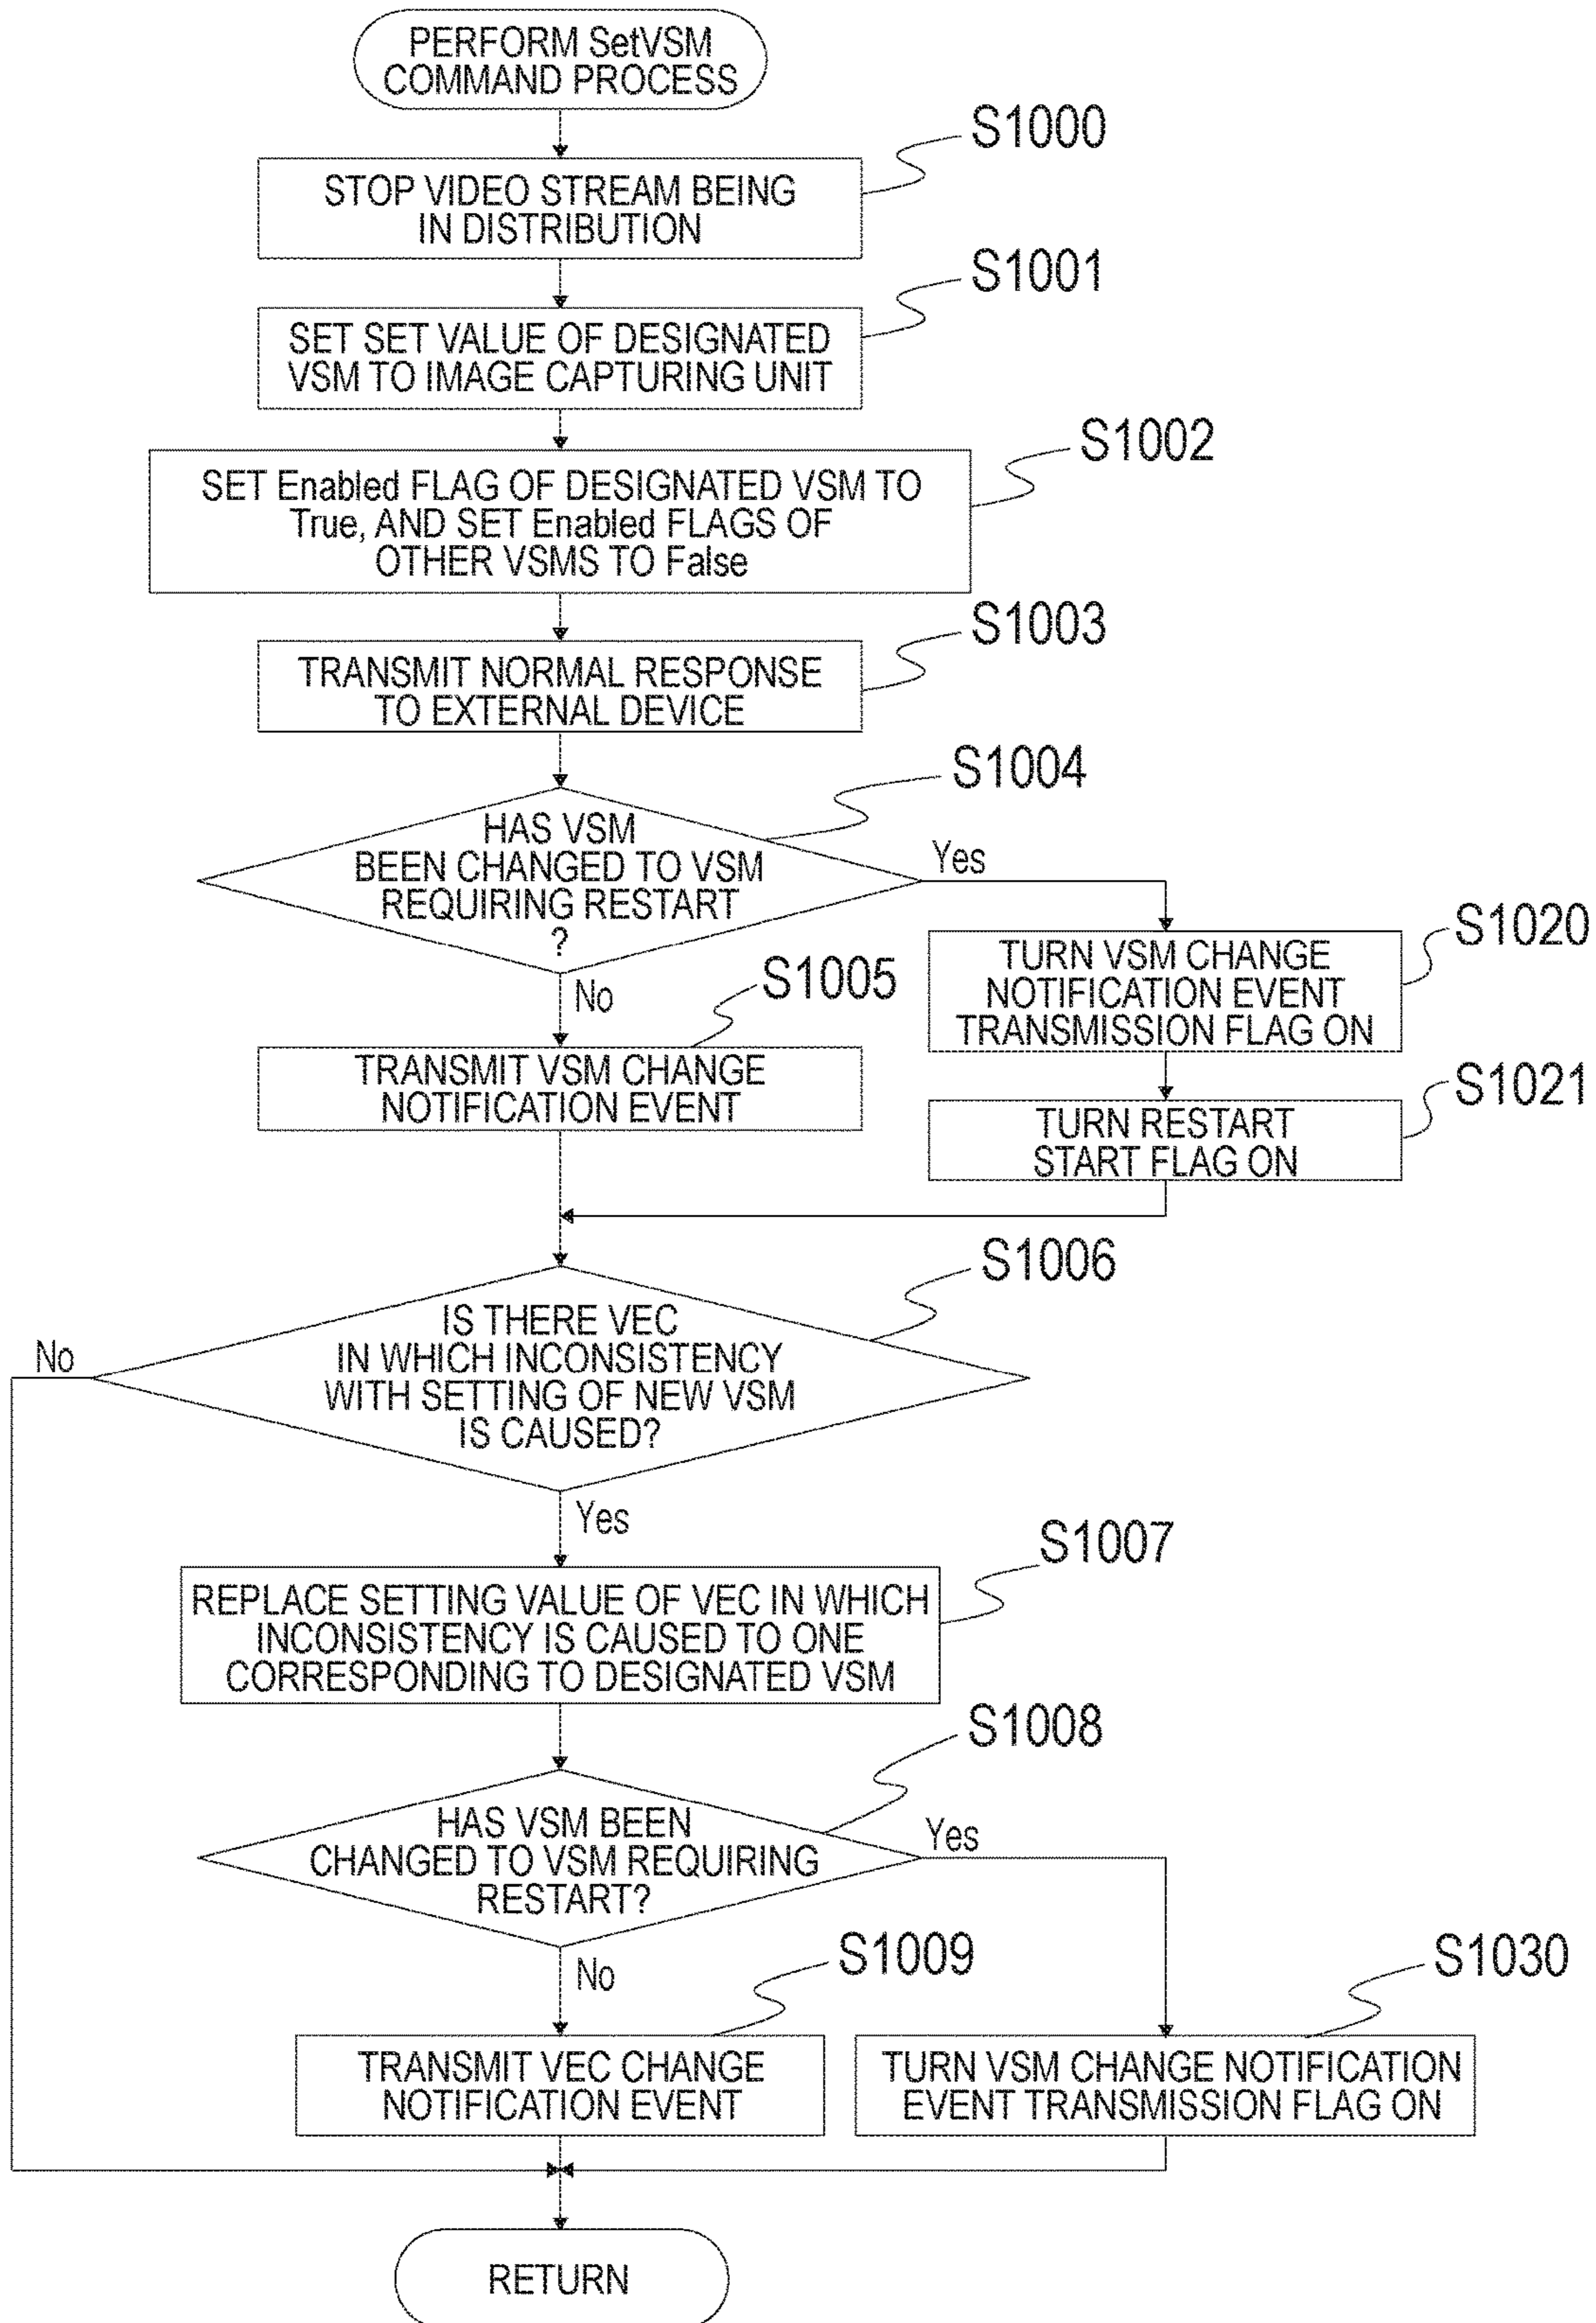 PERFORM SetVSM
COMMAND PROCESS
S1000
STOP VIDEO STREAM BEING
IN DISTRIBUTION
S1001
SET SET VALUE OF DESIGNATED
VSM TO IMAGE CAPTURING UNIT
S1002
SET Enabled FLAG OF DESIGNATED VSM TO
True, AND SET Enabled FLAGS OF
OTHER VSMS TO False
S1003
TRANSMIT NORMAL RESPONSE
TO EXTERNAL DEVICE
S1004
HAS VSM
BEEN CHANGED TO VSM
REQUIRING RESTART
?
Yes
No
S1020
TURN VSM CHANGE
NOTIFICATION EVENT
TRANSMISSION FLAG ON
S1005
TRANSMIT VSM CHANGE
NOTIFICATION EVENT
S1021
TURN RESTART
START FLAG ON
S1006
IS THERE VEC
IN WHICH INCONSISTENCY
WITH SETTING OF NEW VSM
IS CAUSED?
No
Yes
S1007
REPLACE SETTING VALUE OF VEC IN WHICH
INCONSISTENCY IS CAUSED TO ONE
CORRESPONDING TO DESIGNATED VSM
S1008
HAS VSM BEEN
CHANGED TO VSM REQUIRING
RESTART?
Yes
No
S1009
TRANSMIT VEC CHANGE
NOTIFICATION EVENT
S1030
TURN VSM CHANGE NOTIFICATION
EVENT TRANSMISSION FLAG ON
RETURN